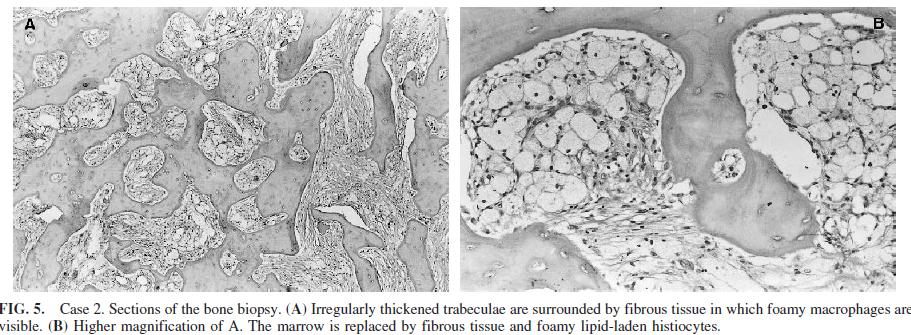 A
B
FIG. 5. Case 2. Sections of the bone biopsy. (A) Irregularly thickened trabeculae are surrounded by fibrous tissue in which foamy macrophages are
visible. (B) Higher magnification of A. The marrow is replaced by fibrous tissue and foamy lipid-laden histiocytes.